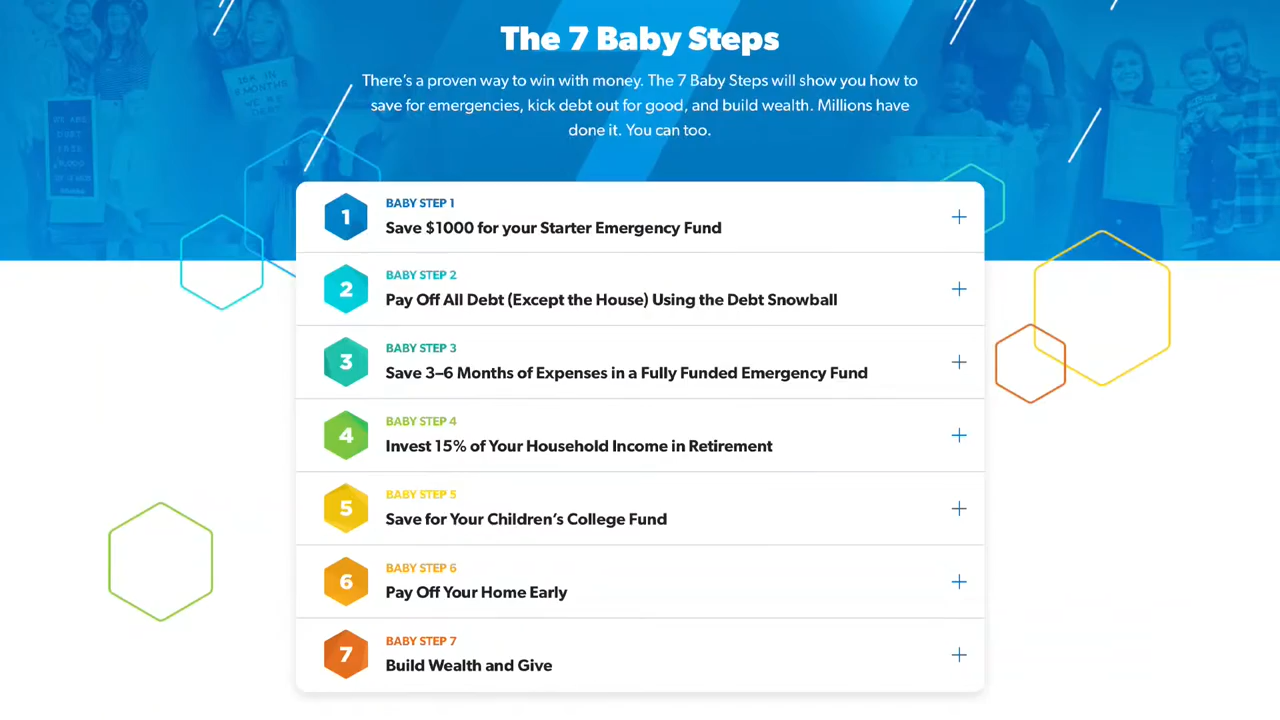 The 7 Baby Steps
There's a proven way to win with money. The 7 Baby Steps will show you how to
save for emergencies, kick debt out for good, and build wealth. Millions have
done it. You can too.
1
BABY STEP 1
Save $1000 for your Starter Emergency Fund
2
BABY STEP 2
Pay Off All Debt (Except the House) Using the Debt Snowball
3
BABY STEP 3
Save 3–6 Months of Expenses in a Fully Funded Emergency Fund
4
BABY STEP 4
Invest 15% of Your Household Income in Retirement
5
BABY STEP 5
Save for Your Children's College Fund
6
BABY STEP 6
Pay Off Your Home Early
7
BABY STEP 7
Build Wealth and Give